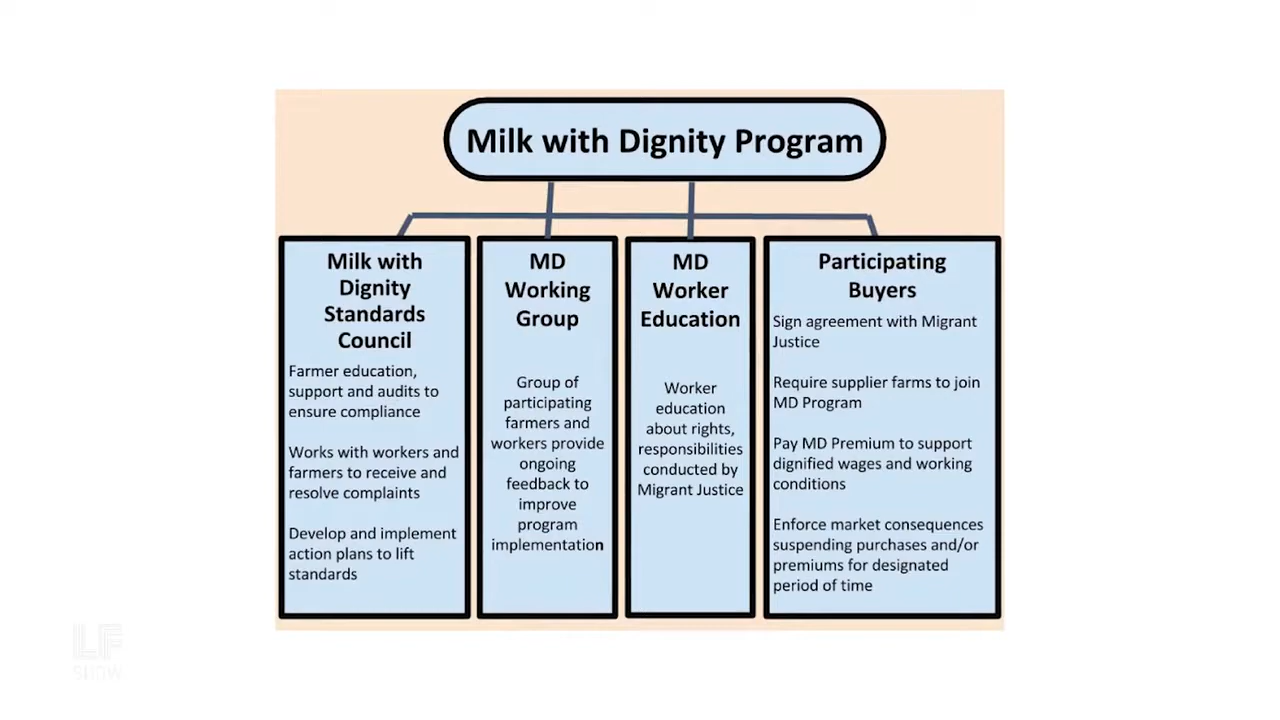 Milk with Dignity Program
Milk with
Dignity
Standards
Council
Farmer education,
support and audits to
ensure compliance
Works with workers and
farmers to receive and
resolve complaints
Develop and implement
action plans to lift
standards
MD
Working
Group
Group of
participating
farmers and
workers provide
ongoing
feedback to
improve
program
implementation
MD
Worker
Education
Worker
education
about rights,
responsibilities
conducted by
Migrant Justice
Participating
Buyers
Sign agreement with Migrant
Justice
Require supplier farms to join
MD Program
Pay MD Premium to support
dignified wages and working
conditions
Enforce market consequences
suspending purchases and/or
premiums for designated
period of time
LF
SHOW